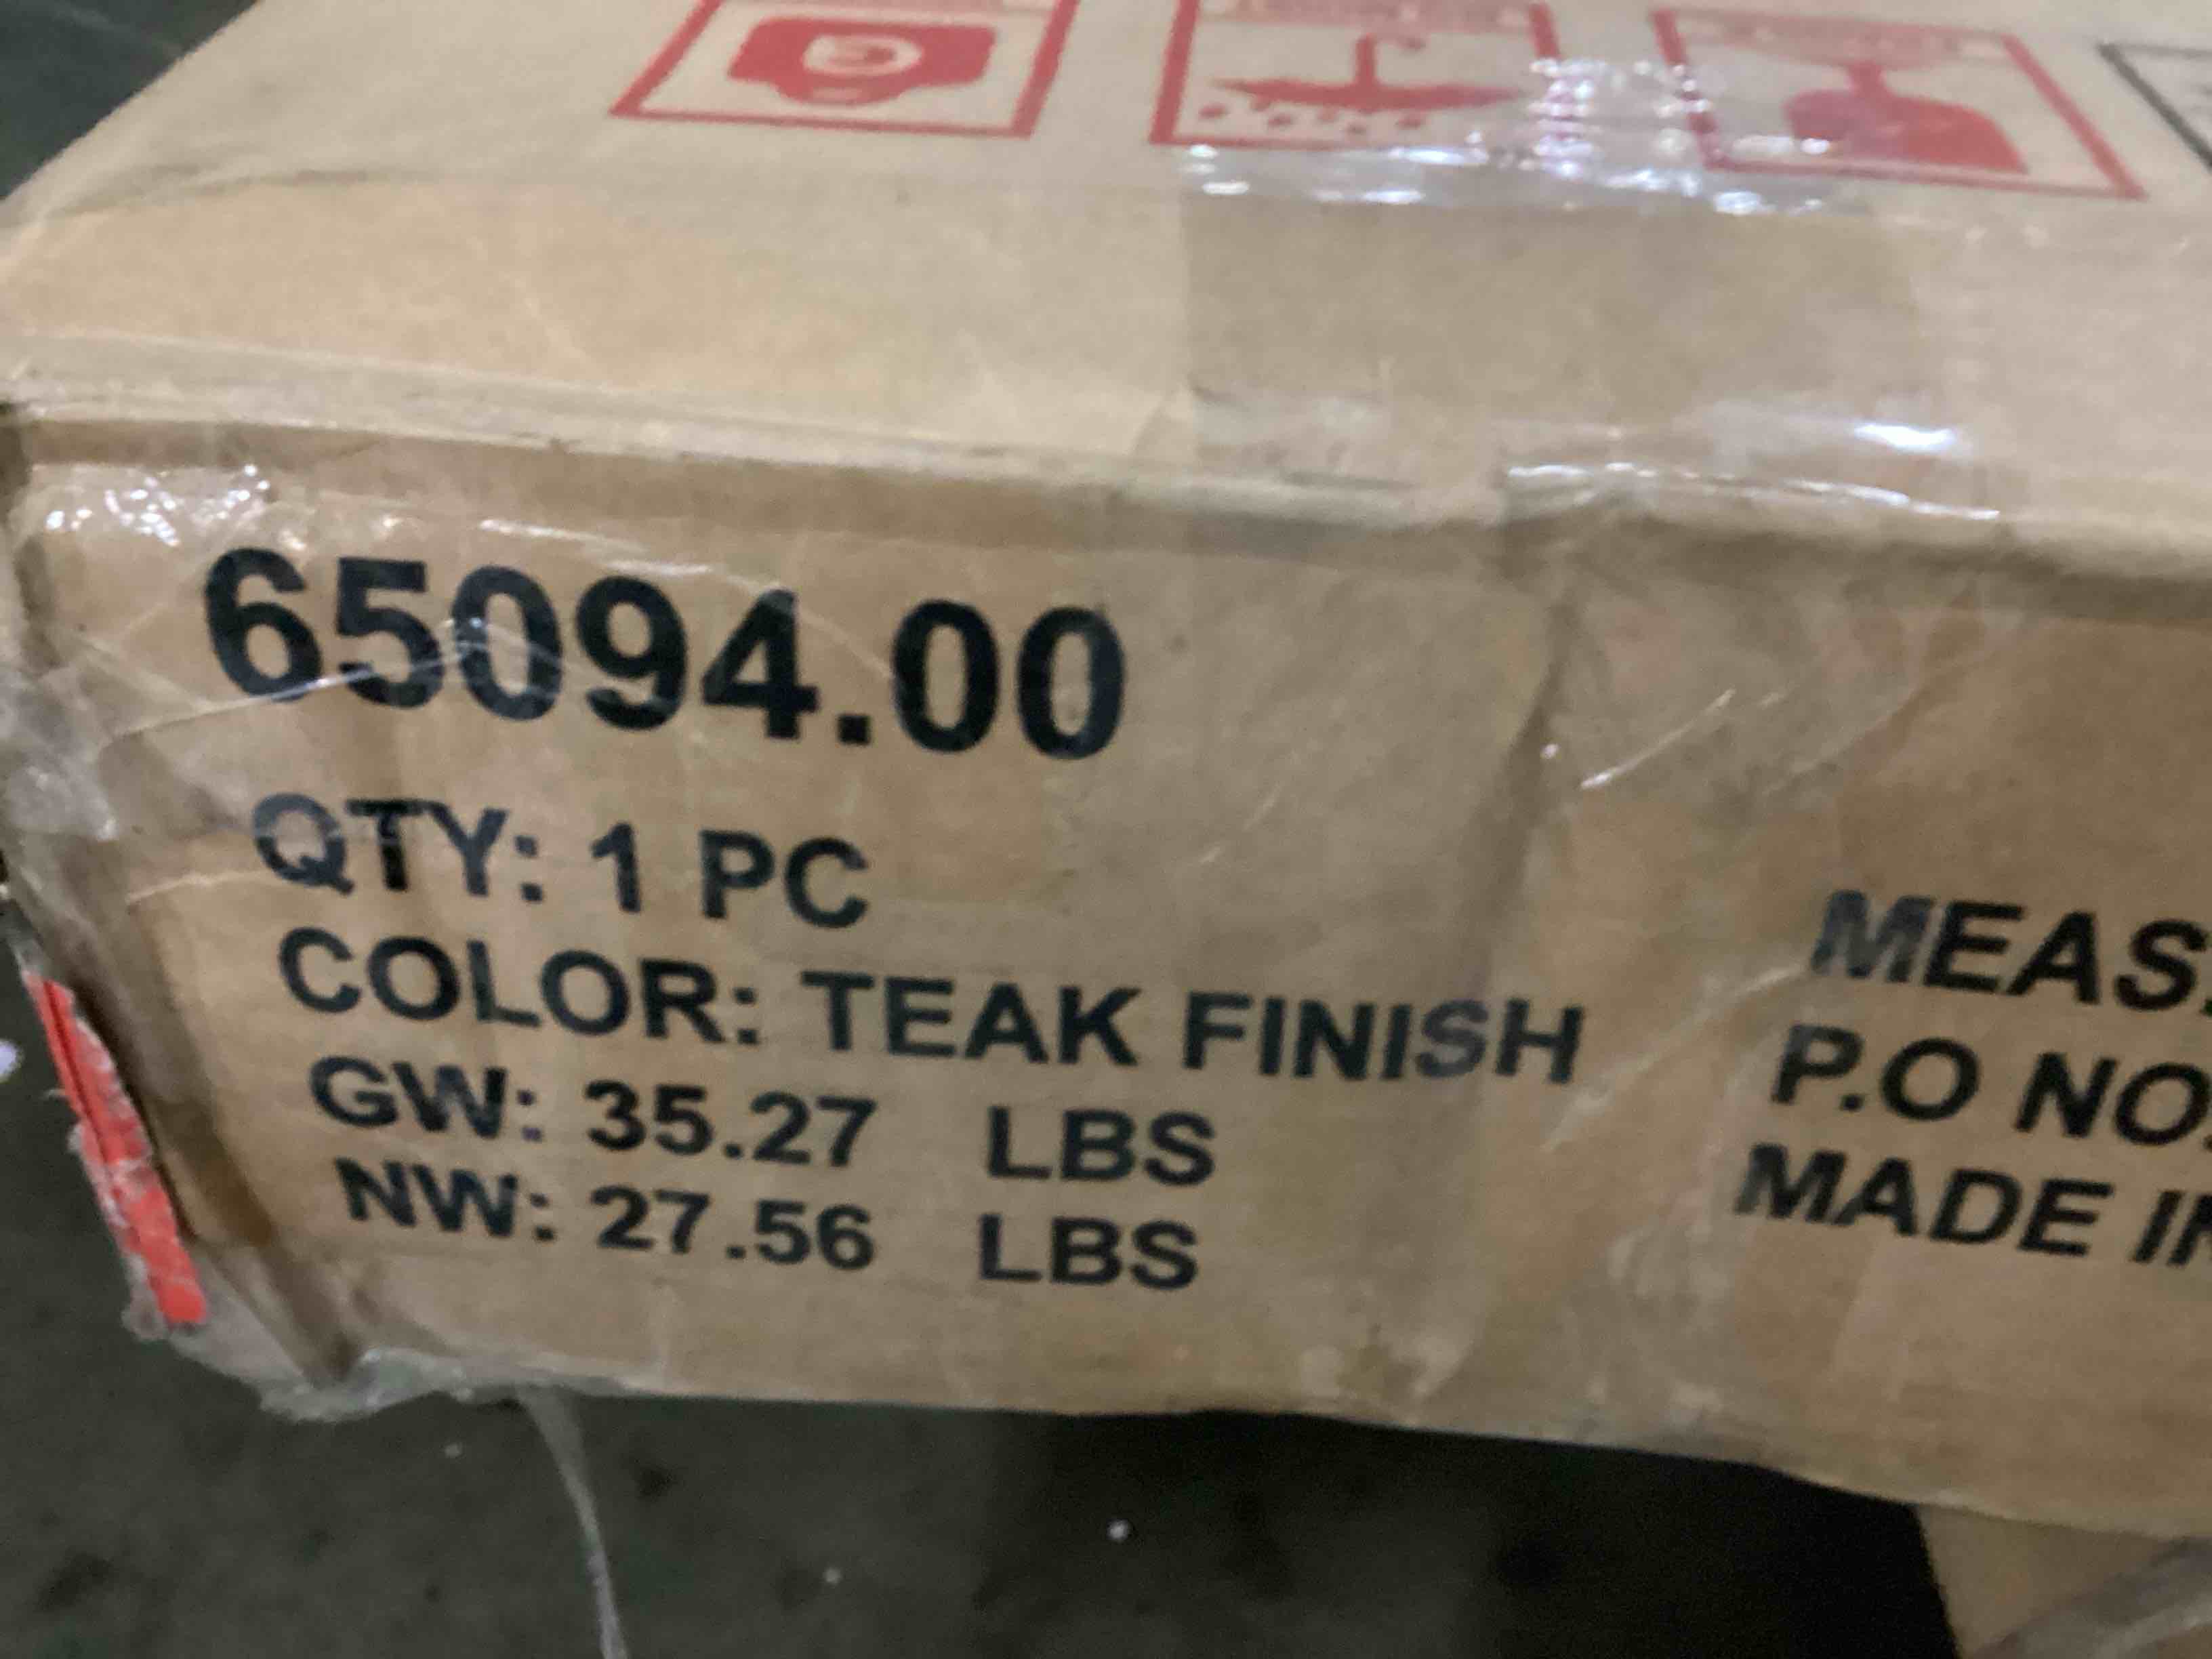 65094.00
QTY: 1 PC
COLOR: TEAK FINISH
GW: 35.27 LBS
NW: 27.56 LBS
MEAS.
P.O NO.
MADE IN